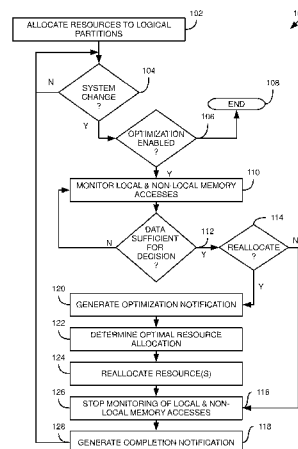 10
102
ALLOCATE RESOURCES TO LOGICAL
PARTITIONS
N
SYSTEM
CHANGE
?
104
108
END
Y
OPTIMIZATION
ENABLED
?
106
Y
110
MONITOR LOCAL & NON-LOCAL MEMORY
ACCESSES
114
N
DATA
SUFFICIENT
FOR
DECISION
?
112
Y
REALLOCATE
?
N
120
Y
GENERATE OPTIMIZATION NOTIFICATION
122
DETERMINE OPTIMAL RESOURCE
ALLOCATION
124
REALLOCATE RESOURCE(S)
126
116
STOP MONITORING OF LOCAL & NON-
LOCAL MEMORY ACCESSES
128
118
GENERATE COMPLETION NOTIFICATION